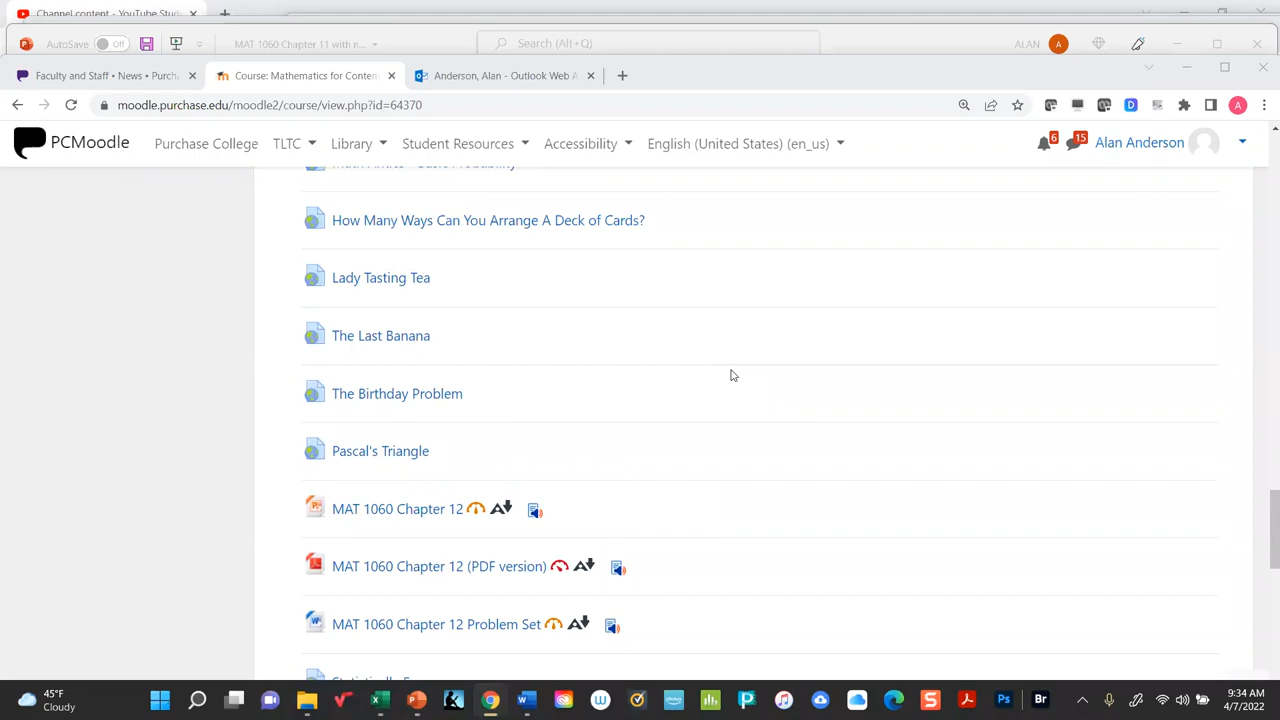 Channel content - YouTube Stud
AutoSave Off MAT 1060 Chapter 11 with n... Search (Alt+Q) ALAN A
Faculty and Staff • News • Purch Course: Mathematics for Content Anderson, Alan - Outlook Web A
moodle.purchase.edu/moodle2/course/view.php?id=64370 A
PCMoodle Purchase College TLTC Library Student Resources Accessibility English (United States) (en_us) 6 15 Alan Anderson
How Many Ways Can You Arrange A Deck of Cards?
Lady Tasting Tea
The Last Banana
The Birthday Problem
Pascal's Triangle
MAT 1060 Chapter 12
MAT 1060 Chapter 12 (PDF version)
MAT 1060 Chapter 12 Problem Set
45°F
Cloudy
9:34 AM
4/7/2022